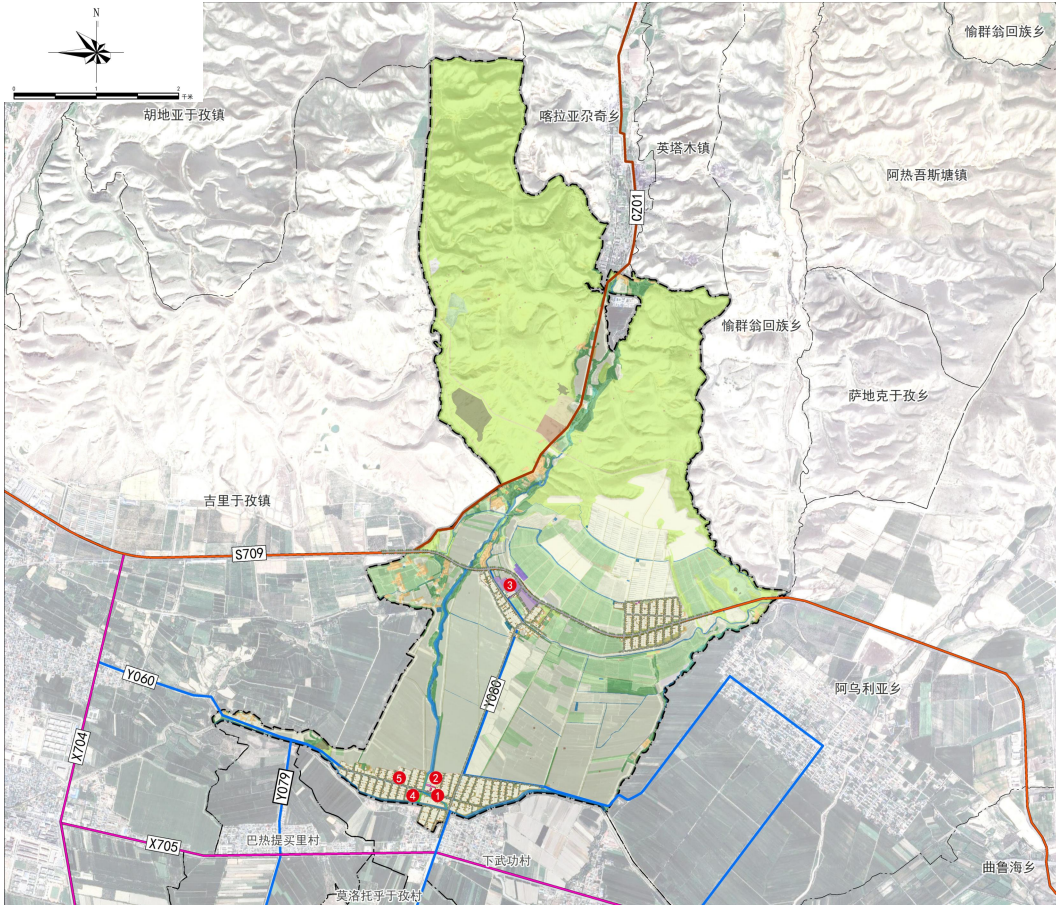 N
0 1 2 千米
愉群翁回族乡
胡地亚于孜镇
喀拉亚尕奇乡
英塔木镇
阿热吾斯塘镇
CZ01
愉群翁回族乡
萨地克于孜乡
吉里于孜镇
S709
3
Y060
Y080
阿乌利亚乡
X704
Y079
5
2
4
1
X705
巴热提买里村
下武功村
曲鲁海乡
莫洛托乎于孜村